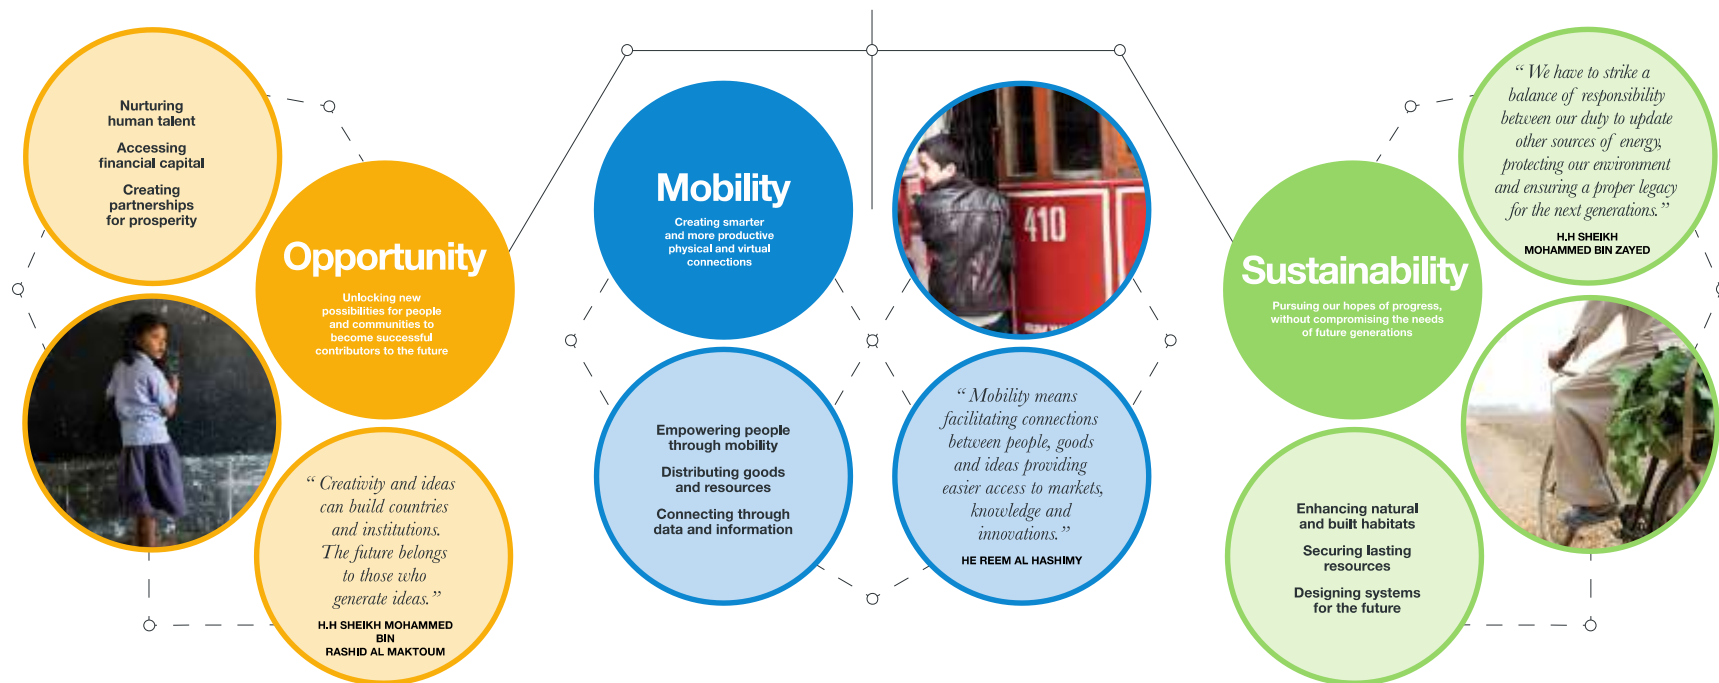 Nurturing
human talent
Accessing
financial capital
Creating
partnerships
for prosperity
Opportunity
Unlocking new
possibilities for people
and communities to
become successful
contributors to the future
“ Creativity and ideas
can build countries
and institutions.
The future belongs
to those who
generate ideas.”
H.H SHEIKH MOHAMMED
BIN
RASHID AL MAKTOUM
Mobility
Creating smarter
and more productive
physical and virtual
connections
410
Empowering people
through mobility
Distributing goods
and resources
Connecting through
data and information
“ Mobility means
facilitating connections
between people, goods
and ideas providing
easier access to markets,
knowledge and
innovations.”
HE REEM AL HASHIMY
Sustainability
Pursuing our hopes of progress,
without compromising the needs
of future generations
“ We have to strike a
balance of responsibility
between our duty to update
other sources of energy,
protecting our environment
and ensuring a proper legacy
for the next generations.”
H.H SHEIKH
MOHAMMED BIN ZAYED
Enhancing natural
and built habitats
Securing lasting
resources
Designing systems
for the future